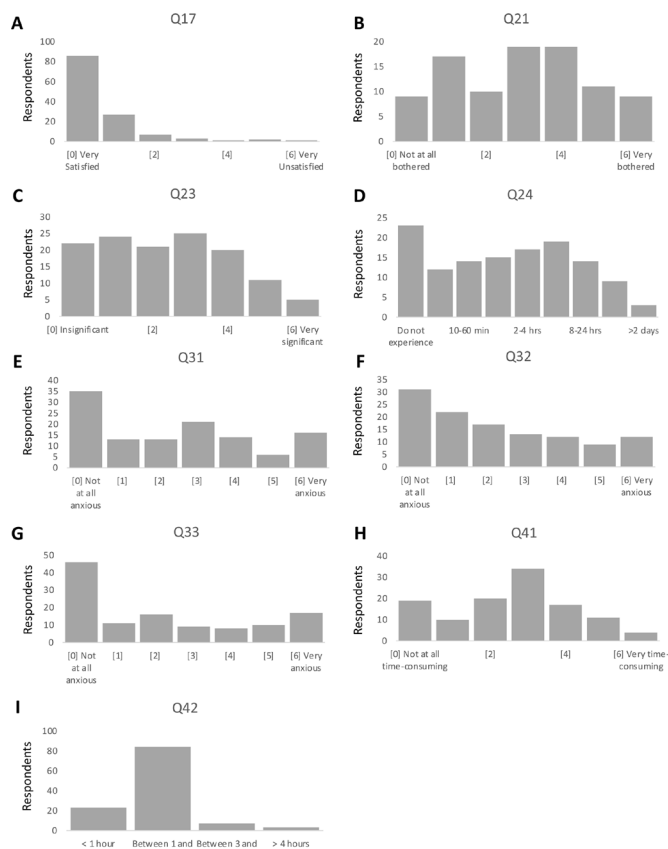 A
Q17
Respondents
100
80
60
40
20
0
[0] Very
Satisfied
[2]
[4]
[6] Very
Unsatisfied
B
Q21
Respondents
20
15
10
5
0
[0] Not at all
bothered
[2]
[4]
[6] Very
bothered
C
Q23
Respondents
30
25
20
15
10
5
0
[0] Insignificant
[2]
[4]
[6] Very
significant
D
Q24
Respondents
25
20
15
10
5
0
Do not
experience
10-60 min
2-4 hrs
8-24 hrs
>2 days
E
Q31
Respondents
40
35
30
25
20
15
10
5
0
[0] Not
at all
anxious
[1]
[2]
[3]
[4]
[5]
[6] Very
anxious
F
Q32
Respondents
35
30
25
20
15
10
5
0
[0] Not
at all
anxious
[1]
[2]
[3]
[4]
[5]
[6] Very
anxious
G
Q33
Respondents
50
40
30
20
10
0
[0] Not
at all
anxious
[1]
[2]
[3]
[4]
[5]
[6] Very
anxious
H
Q41
Respondents
40
30
20
10
0
[0] Not at all
time-consuming
[2]
[4]
[6] Very time-
consuming
I
Q42
Respondents
100
80
60
40
20
0
< 1 hour
Between 1 and
Between 3 and
> 4 hours